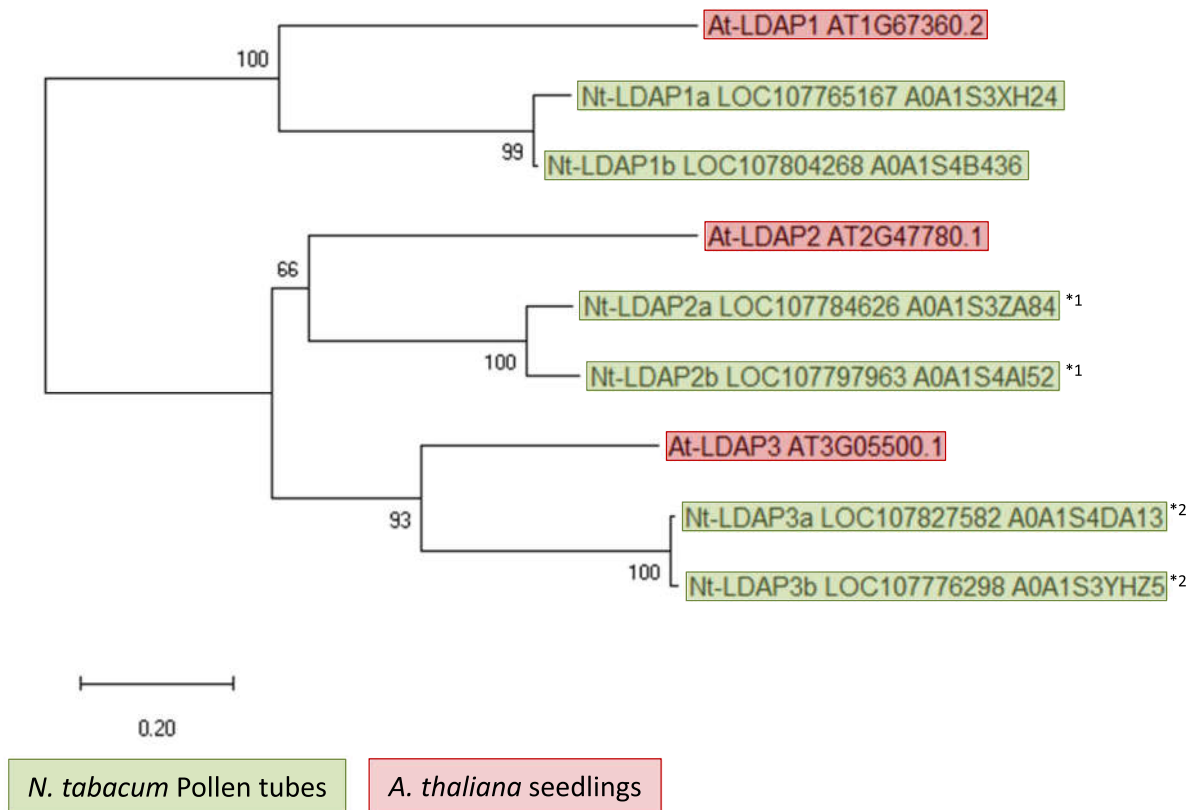 At-LDAP1 AT1G67360.2
100
Nt-LDAP1a LOC107765167 A0A1S3XH24
99
Nt-LDAP1b LOC107804268 A0A1S4B436
At-LDAP2 AT2G47780.1
66
Nt-LDAP2a LOC107784626 A0A1S3ZA84 *1
100
Nt-LDAP2b LOC107797963 A0A1S4AI52 *1
At-LDAP3 AT3G05500.1
93
Nt-LDAP3a LOC107827582 A0A1S4DA13 *2
100
Nt-LDAP3b LOC107776298 A0A1S3YHZ5 *2
0.20
N. tabacum Pollen tubes
A. thaliana seedlings